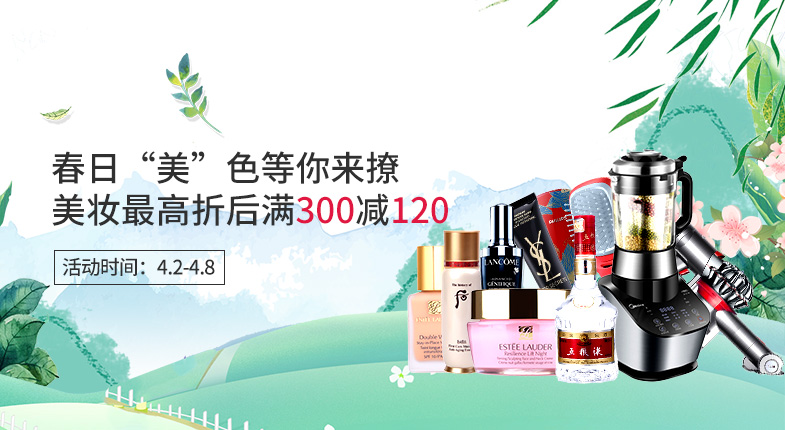 春日“美”色等你来撩
美妆最高折后满300减120
活动时间：4.2-4.8
LANCÔME
GÉNIFIQUE
YSL
ESTĒE LAUDER
Resilience Lift Night
Double W
五粮液
Midea